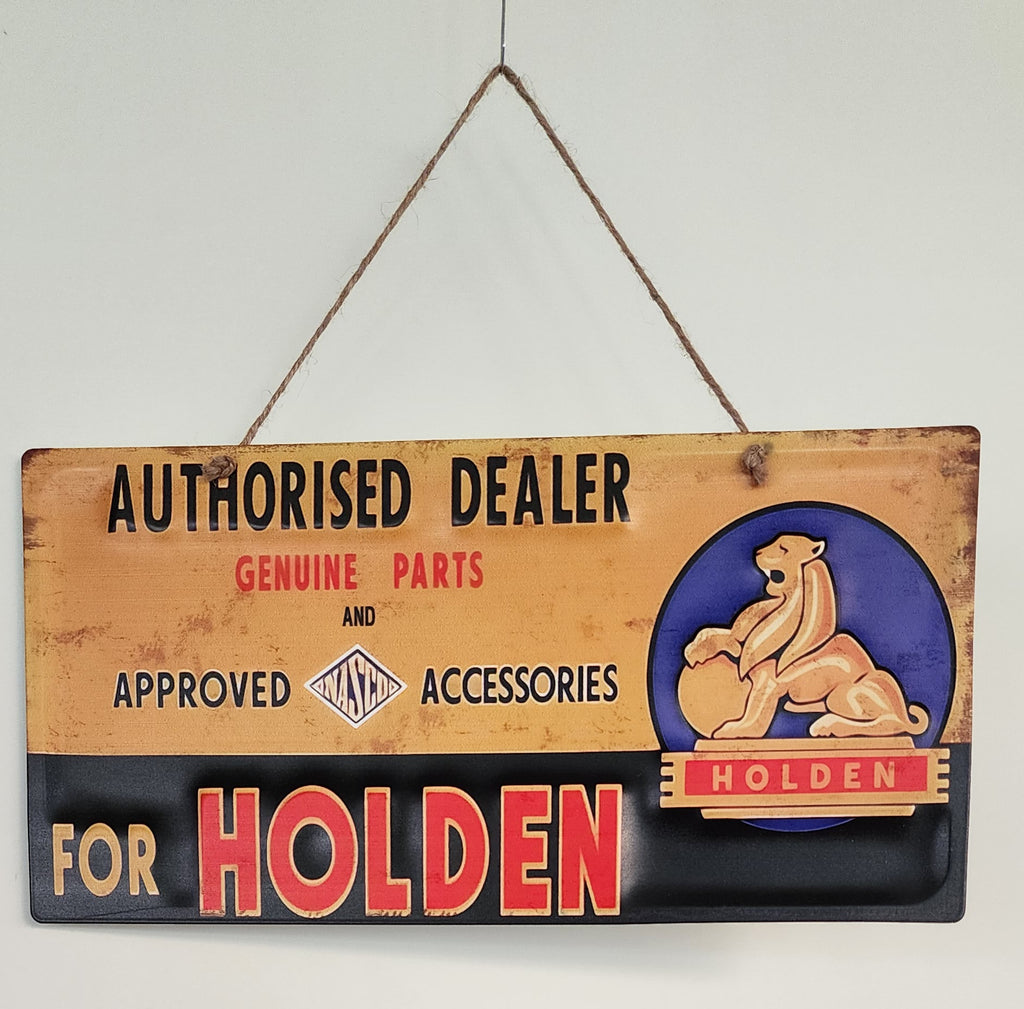 AUTHORISED DEALER
GENUINE PARTS
AND
APPROVED NASCO ACCESSORIES
HOLDEN
FOR HOLDEN